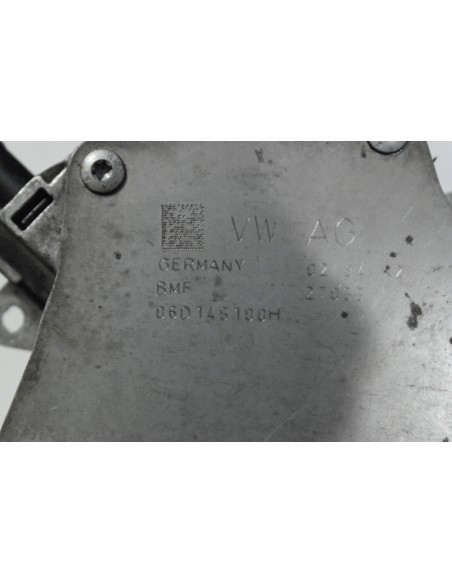 VW AG
GERMANY
BMF
06D145100H